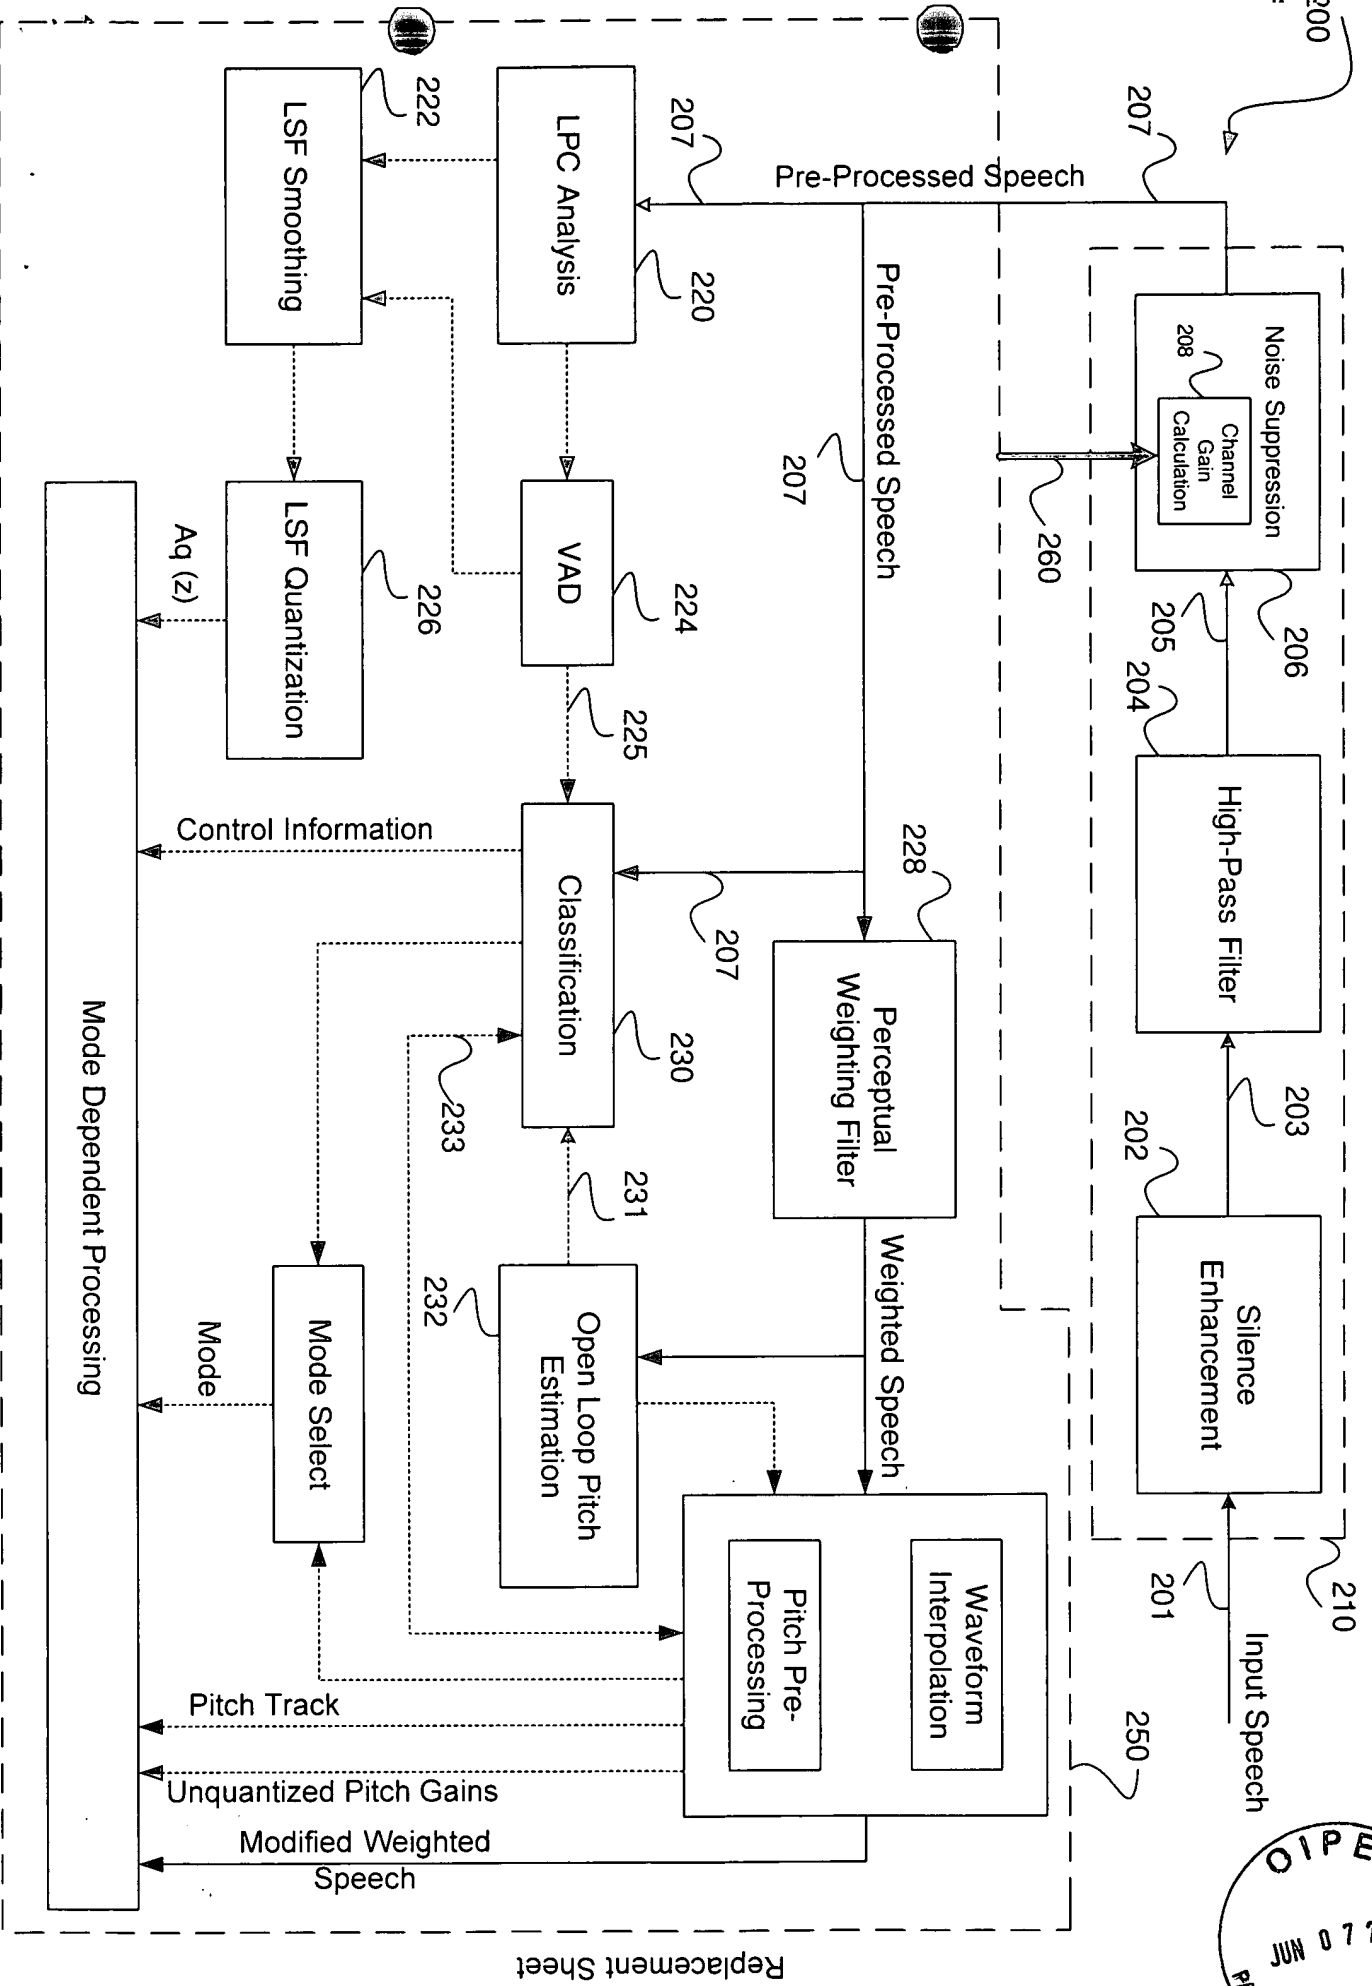 200
Replacement Sheet
OIPE
JUN 0 7
210
201
Input Speech
202
Silence
Enhancement
203
204
High-Pass Filter
205
206
Noise Suppression
208
Channel
Gain
Calculation
207
260
250
Pre-Processed Speech
207
Pre-Processed Speech
207
228
Perceptual
Weighting Filter
Weighted Speech
Waveform
Interpolation
Pitch Pre-
Processing
220
LPC Analysis
224
VAD
225
207
230
Classification
231
232
Open Loop Pitch
Estimation
233
222
LSF Smoothing
226
LSF Quantization
Mode Select
Aq (z)
Control Information
Mode
Pitch Track
Unquantized Pitch Gains
Modified Weighted
Speech
Mode Dependent Processing